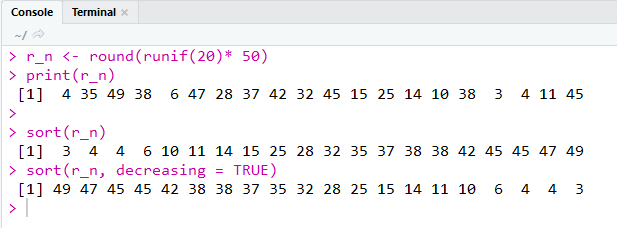 Console Terminal ×
~/
> r_n <- round(runif(20)* 50)
> print(r_n)
 [1]  4 35 49 38  6 47 28 37 42 32 45 15 25 14 10 38  3  4 11 45
>
> sort(r_n)
 [1]  3  4  4  6 10 11 14 15 25 28 32 35 37 38 38 42 45 45 47 49
> sort(r_n, decreasing = TRUE)
 [1] 49 47 45 45 42 38 38 37 35 32 28 25 15 14 11 10  6  4  4  3
>